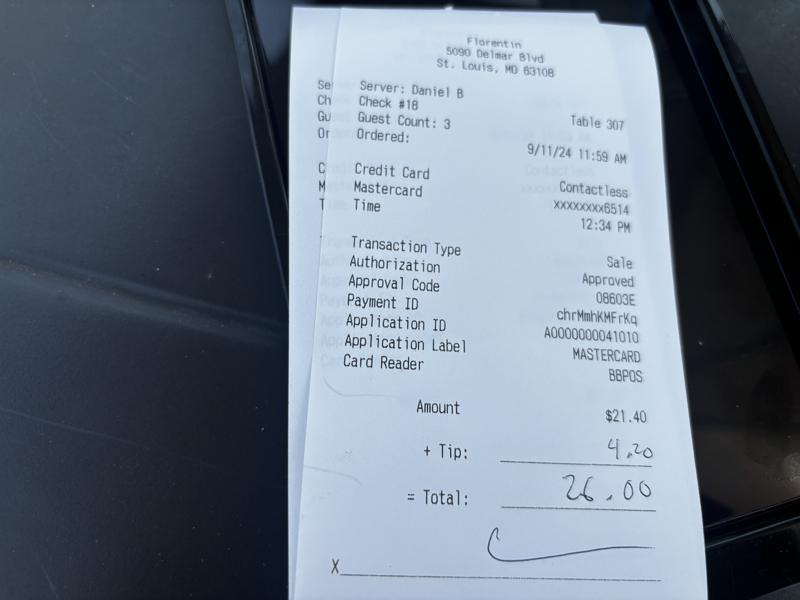 Florentin
5090 Delmar Blvd
St. Louis, MO 63108
Server: Daniel B
Check #18
Table 307
Guest Count: 3
Ordered:
9/11/24 11:59 AM
Credit Card
Contactless
Mastercard
xxxxxxxx6514
Time
12:34 PM
Transaction Type
Sale
Authorization
Approved
Approval Code
08603E
Payment ID
chrMmhKMFrKq
Application ID
A0000000041010
Application Label
MASTERCARD
Card Reader
BBPOS
Amount
$21.40
+ Tip:
4.20
= Total:
26.00
X